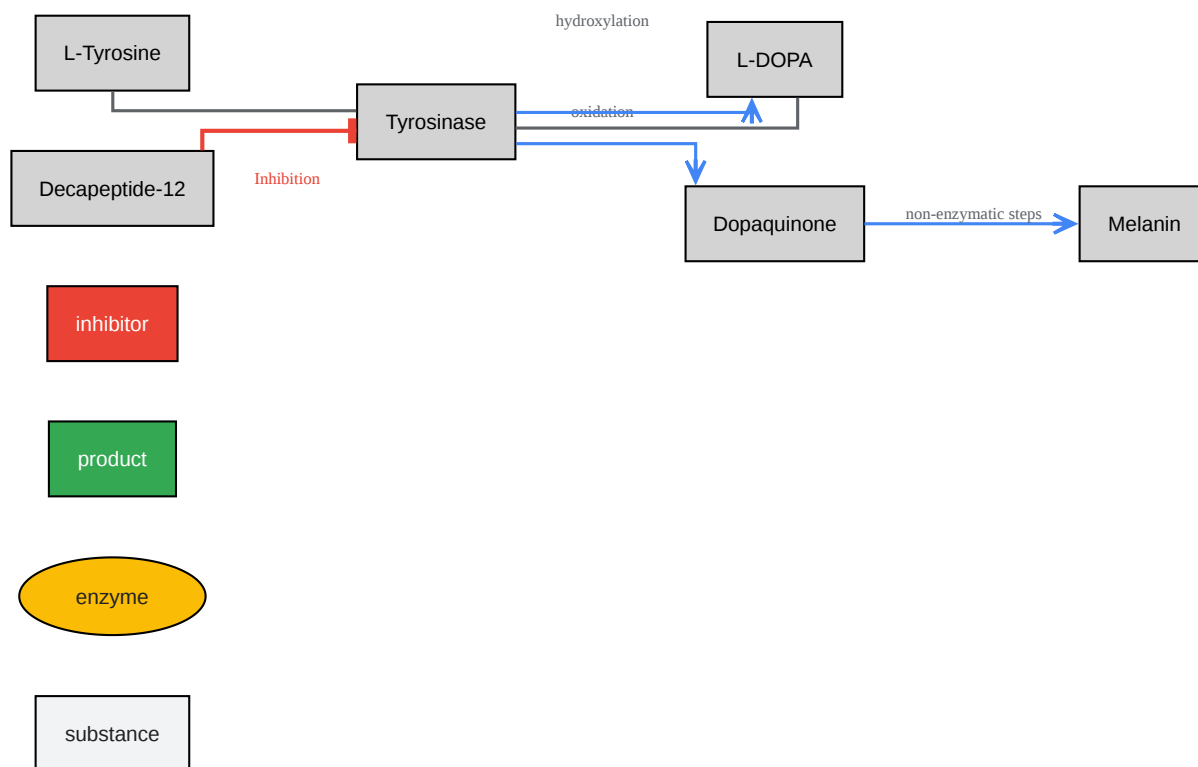 hydroxylation
L-Tyrosine
L-DOPA
oxidation
Tyrosinase
Inhibition
Decapeptide-12
Dopaquinone
non-enzymatic steps
Melanin
inhibitor
product
enzyme
substance